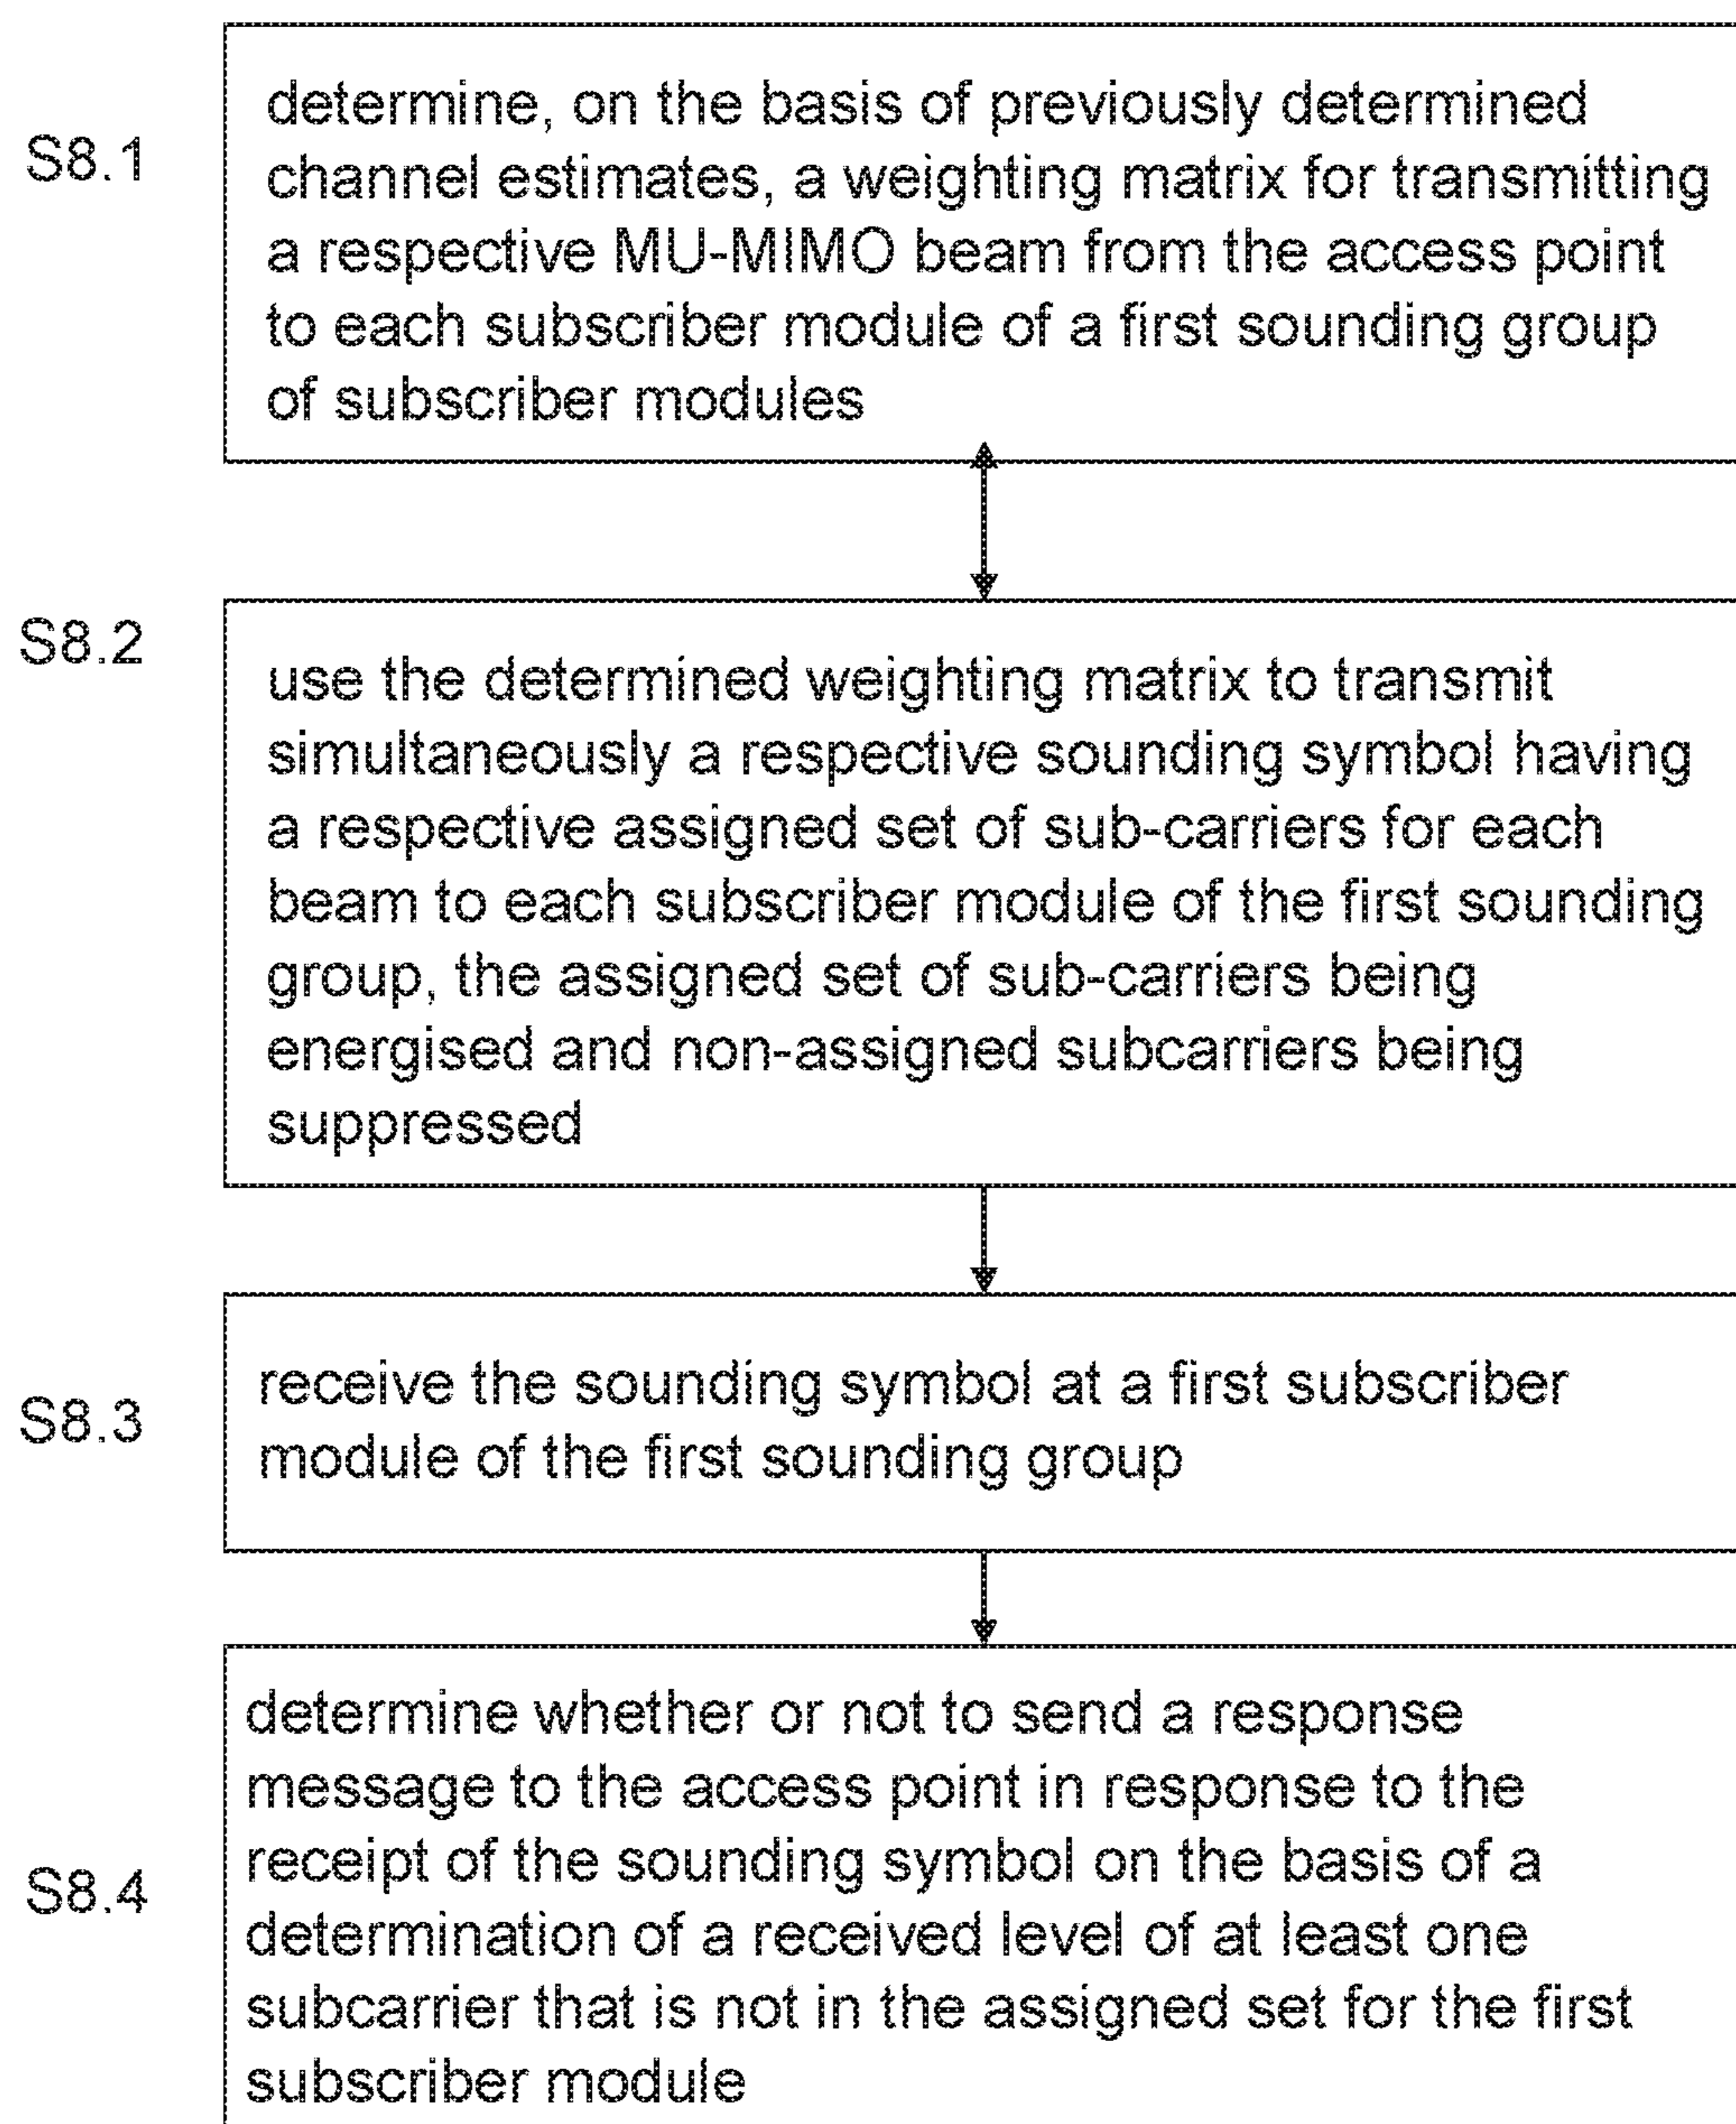 S8.1
determine, on the basis of previously determined
channel estimates, a weighting matrix for transmitting
a respective MU-MIMO beam from the access point
to each subscriber module of a first sounding group
of subscriber modules
S8.2
use the determined weighting matrix to transmit
simultaneously a respective sounding symbol having
a respective assigned set of sub-carriers for each
beam to each subscriber module of the first sounding
group, the assigned set of sub-carriers being
energised and non-assigned subcarriers being
suppressed
S8.3
receive the sounding symbol at a first subscriber
module of the first sounding group
S8.4
determine whether or not to send a response
message to the access point in response to the
receipt of the sounding symbol on the basis of a
determination of a received level of at least one
subcarrier that is not in the assigned set for the first
subscriber module